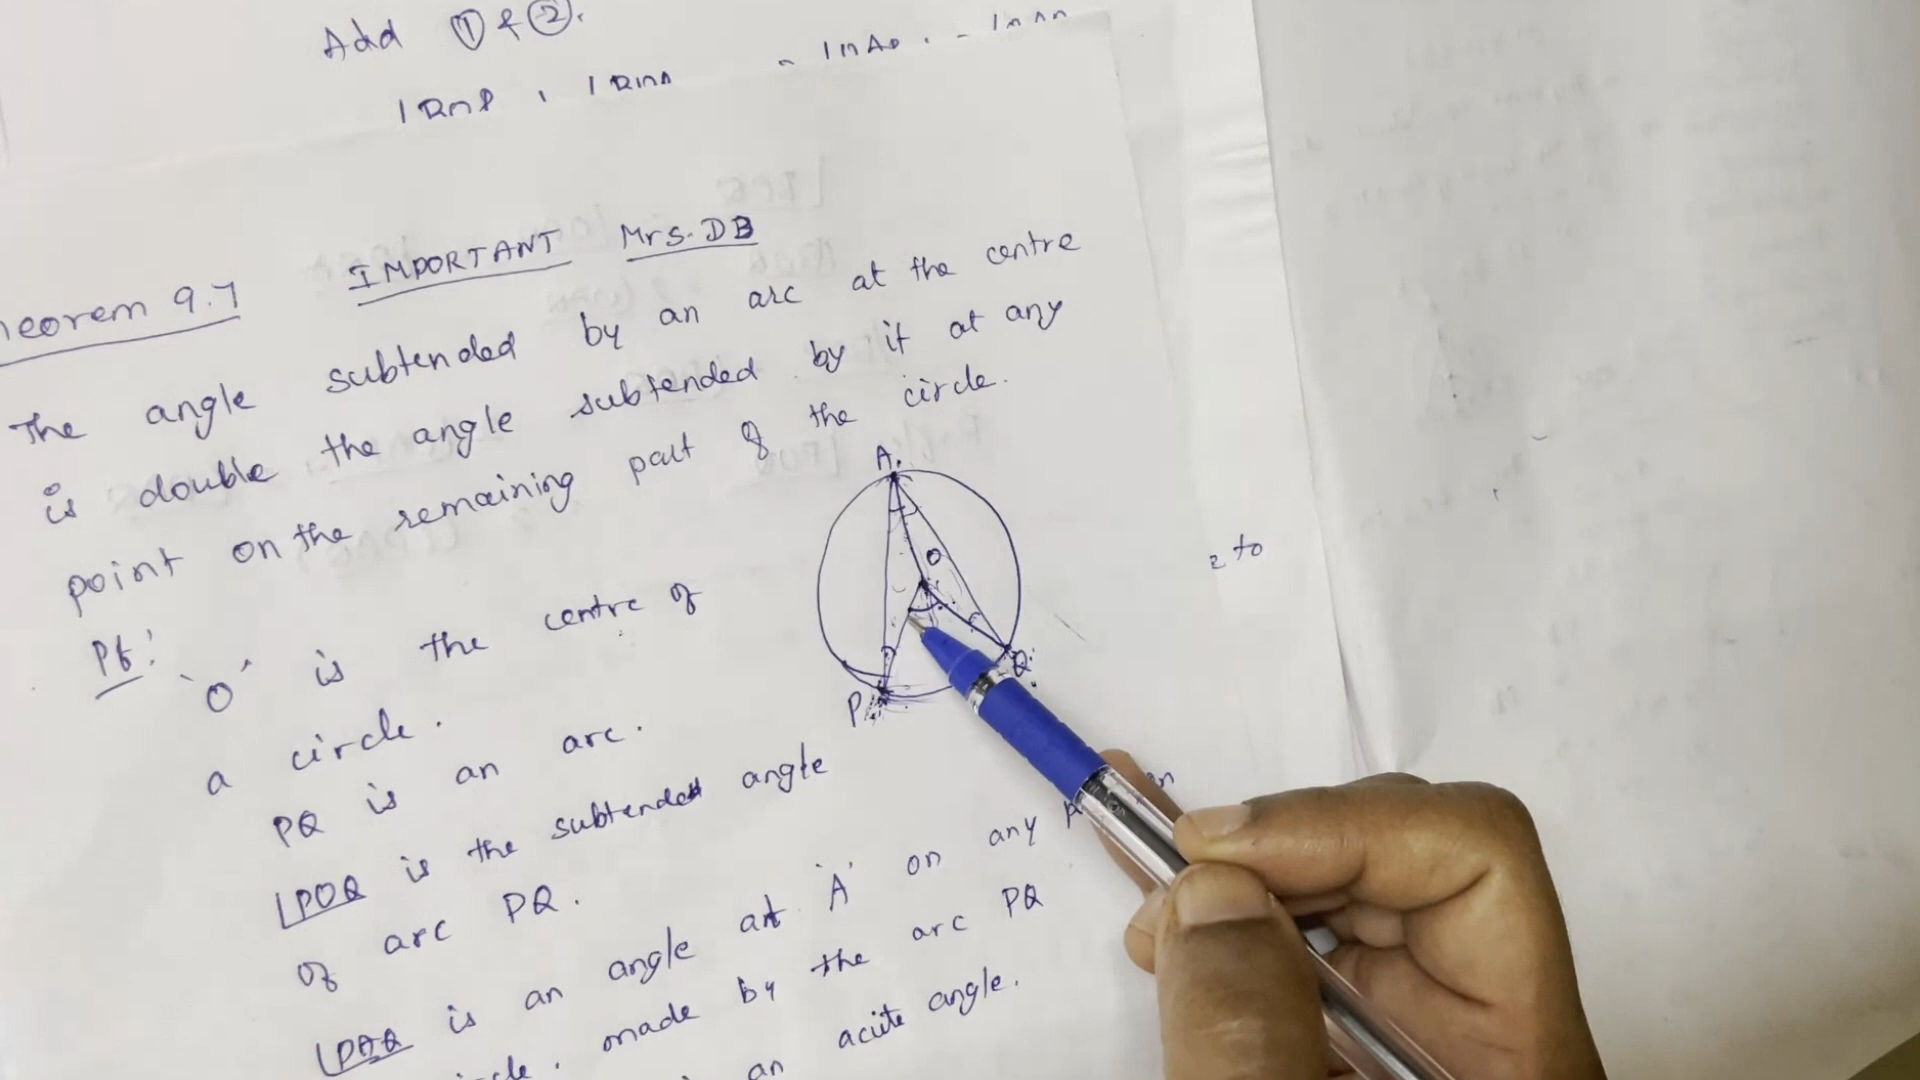 Add ① & ②.
heorem 9.7 IMPORTANT Mrs. DB
The angle subtended by an arc at the centre
is double the angle subtended by it at any
point on the remaining part of the circle.
A.
O
Q
P
Pf: 'O' is the centre of
a circle.
PQ is an arc.
∠POQ is the subtended angle
of arc PQ.
∠PAQ is an angle at 'A' on any
made by the arc PQ
an acute angle.
to